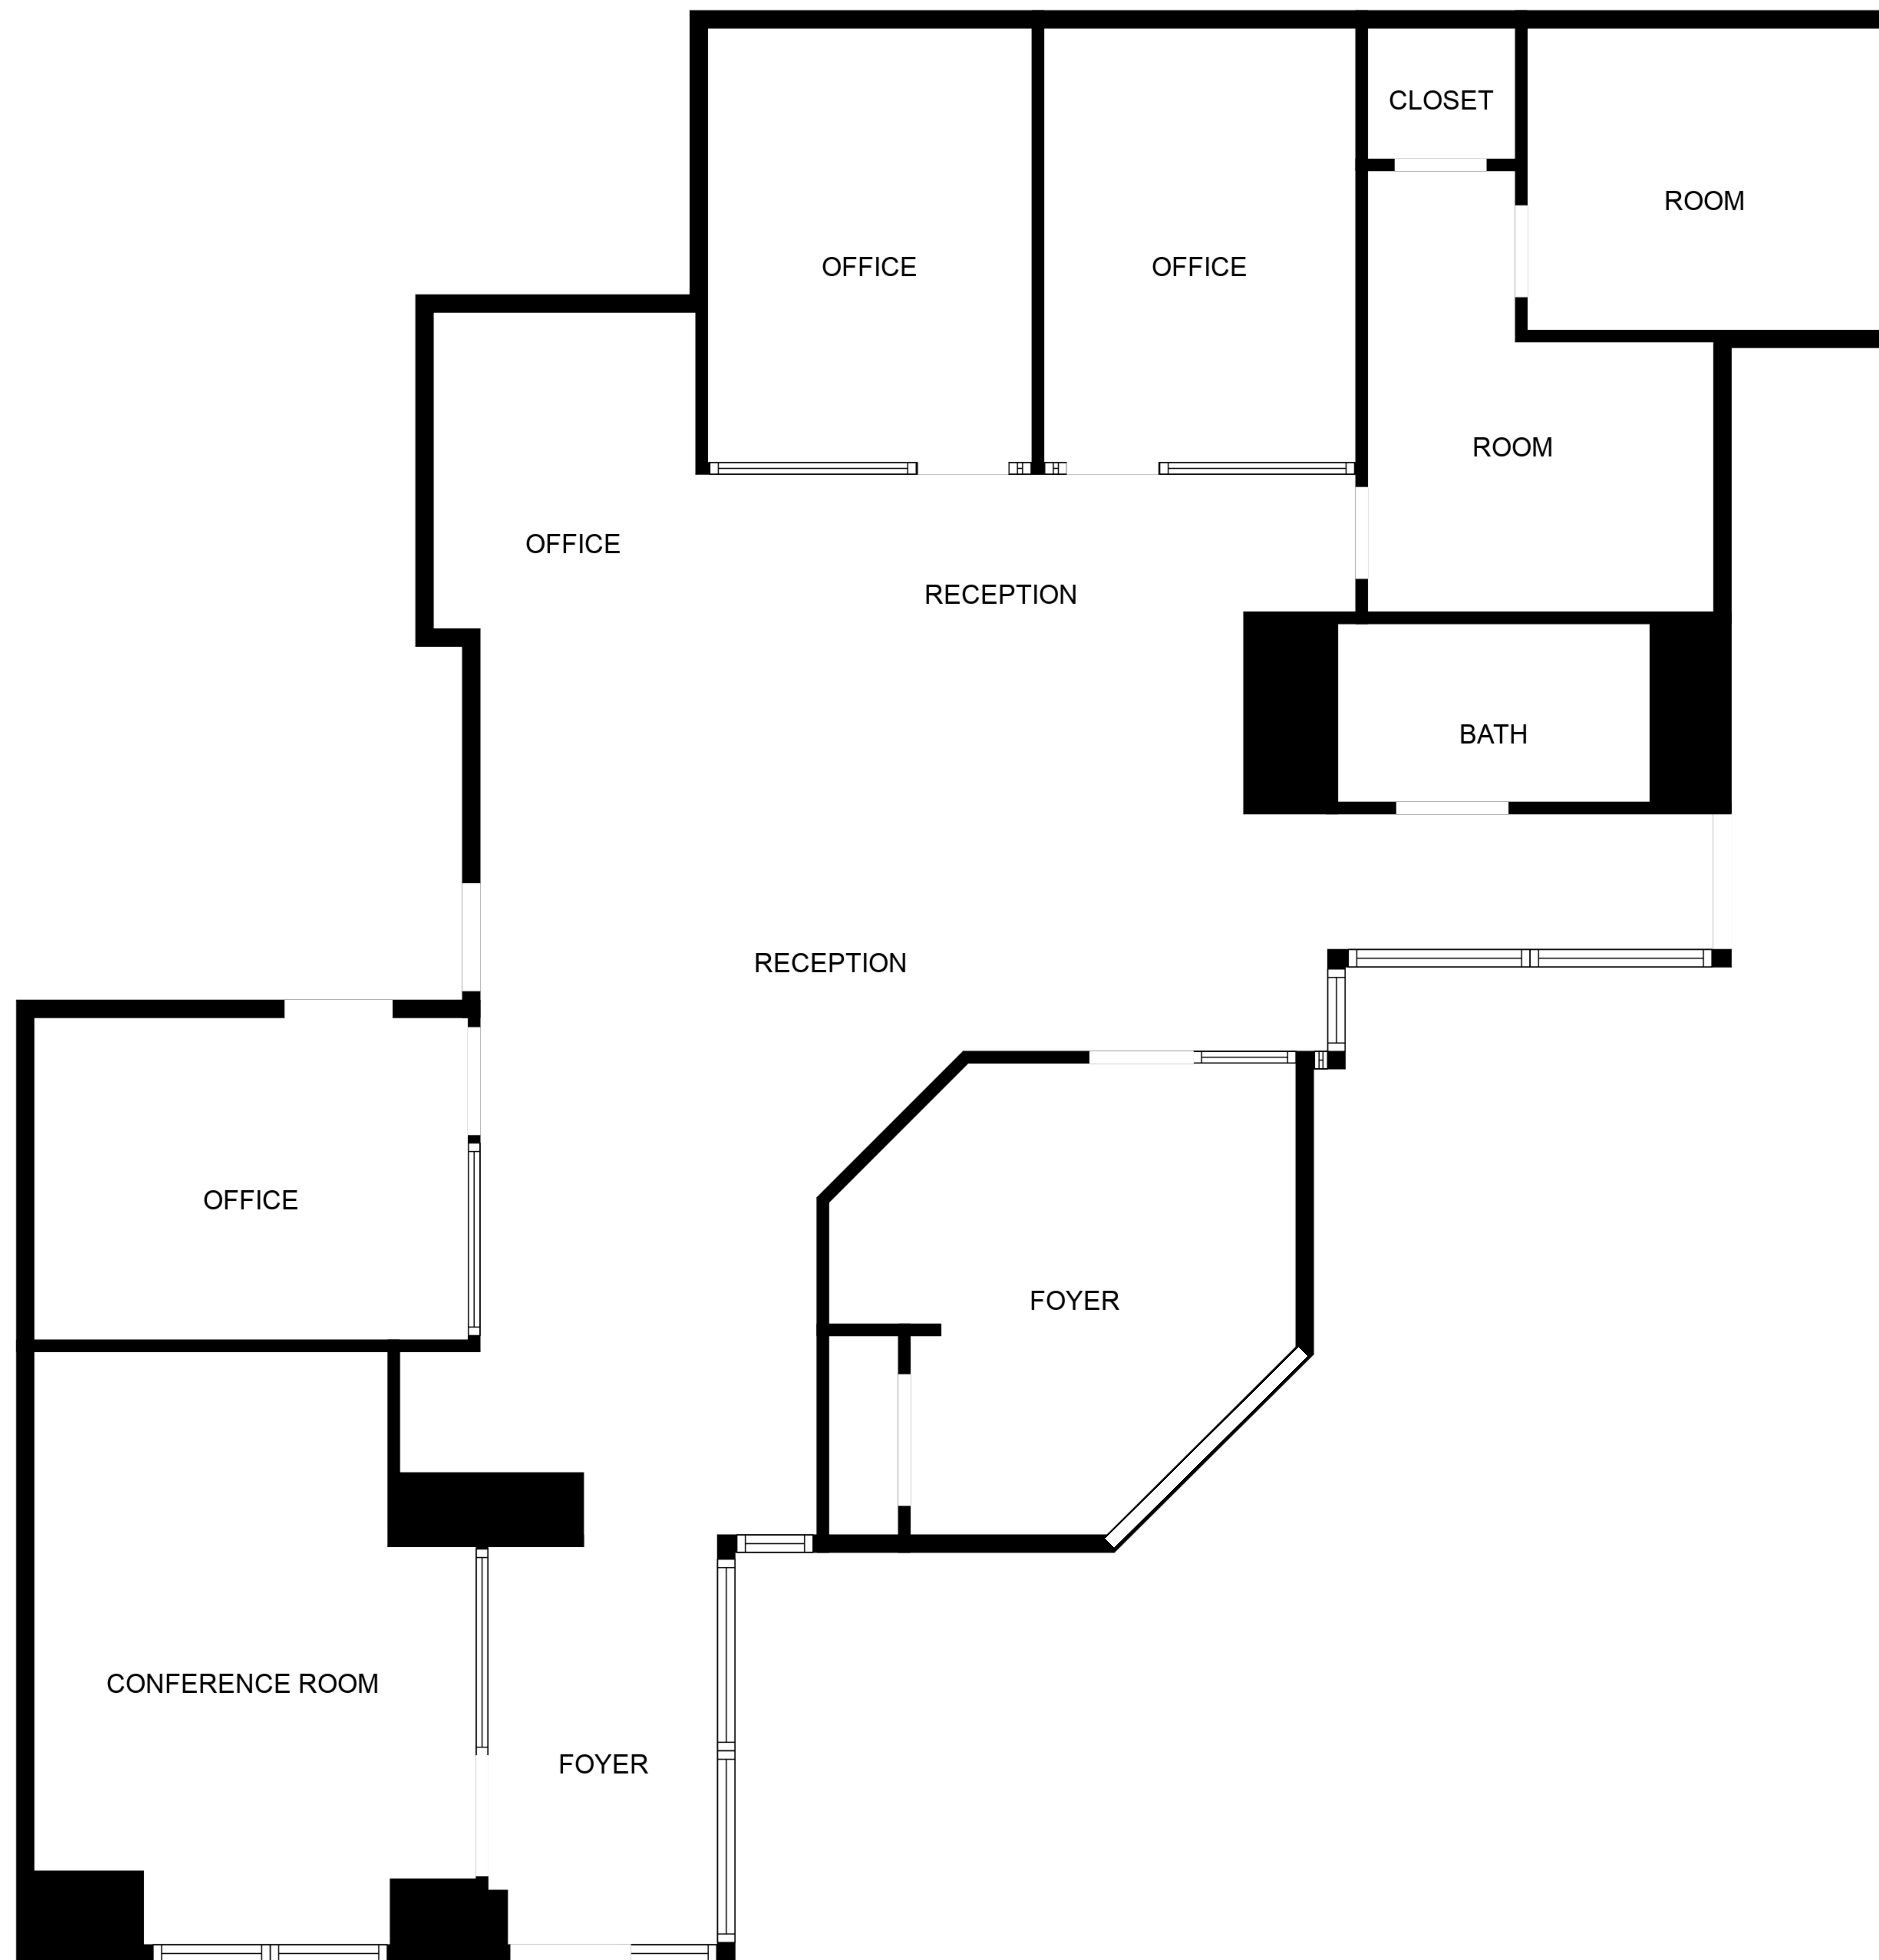 CLOSET
ROOM
OFFICE
OFFICE
ROOM
OFFICE
RECEPTION
BATH
RECEPTION
OFFICE
FOYER
CONFERENCE ROOM
FOYER